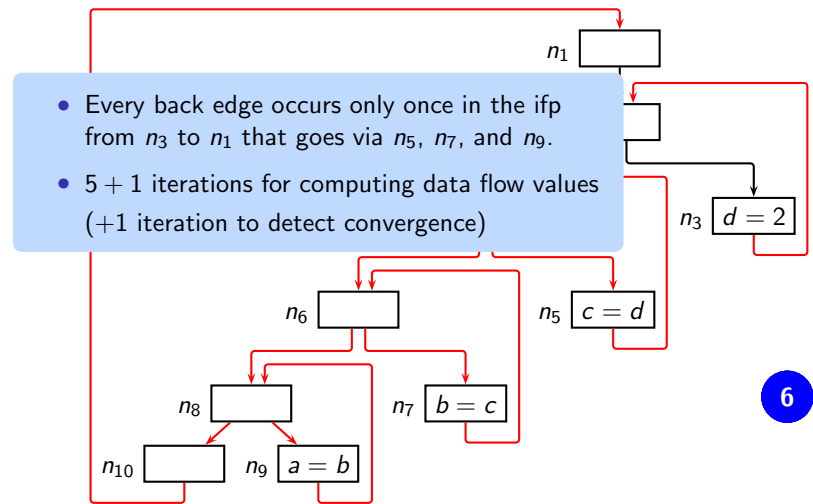 n₁
• Every back edge occurs only once in the ifp
from n₃ to n₁ that goes via n₅, n₇, and n₉.
• 5 + 1 iterations for computing data flow values
(+1 iteration to detect convergence)
n₃ d = 2
n₆
n₅ c = d
n₈
n₇ b = c
6
n₁₀
n₉ a = b